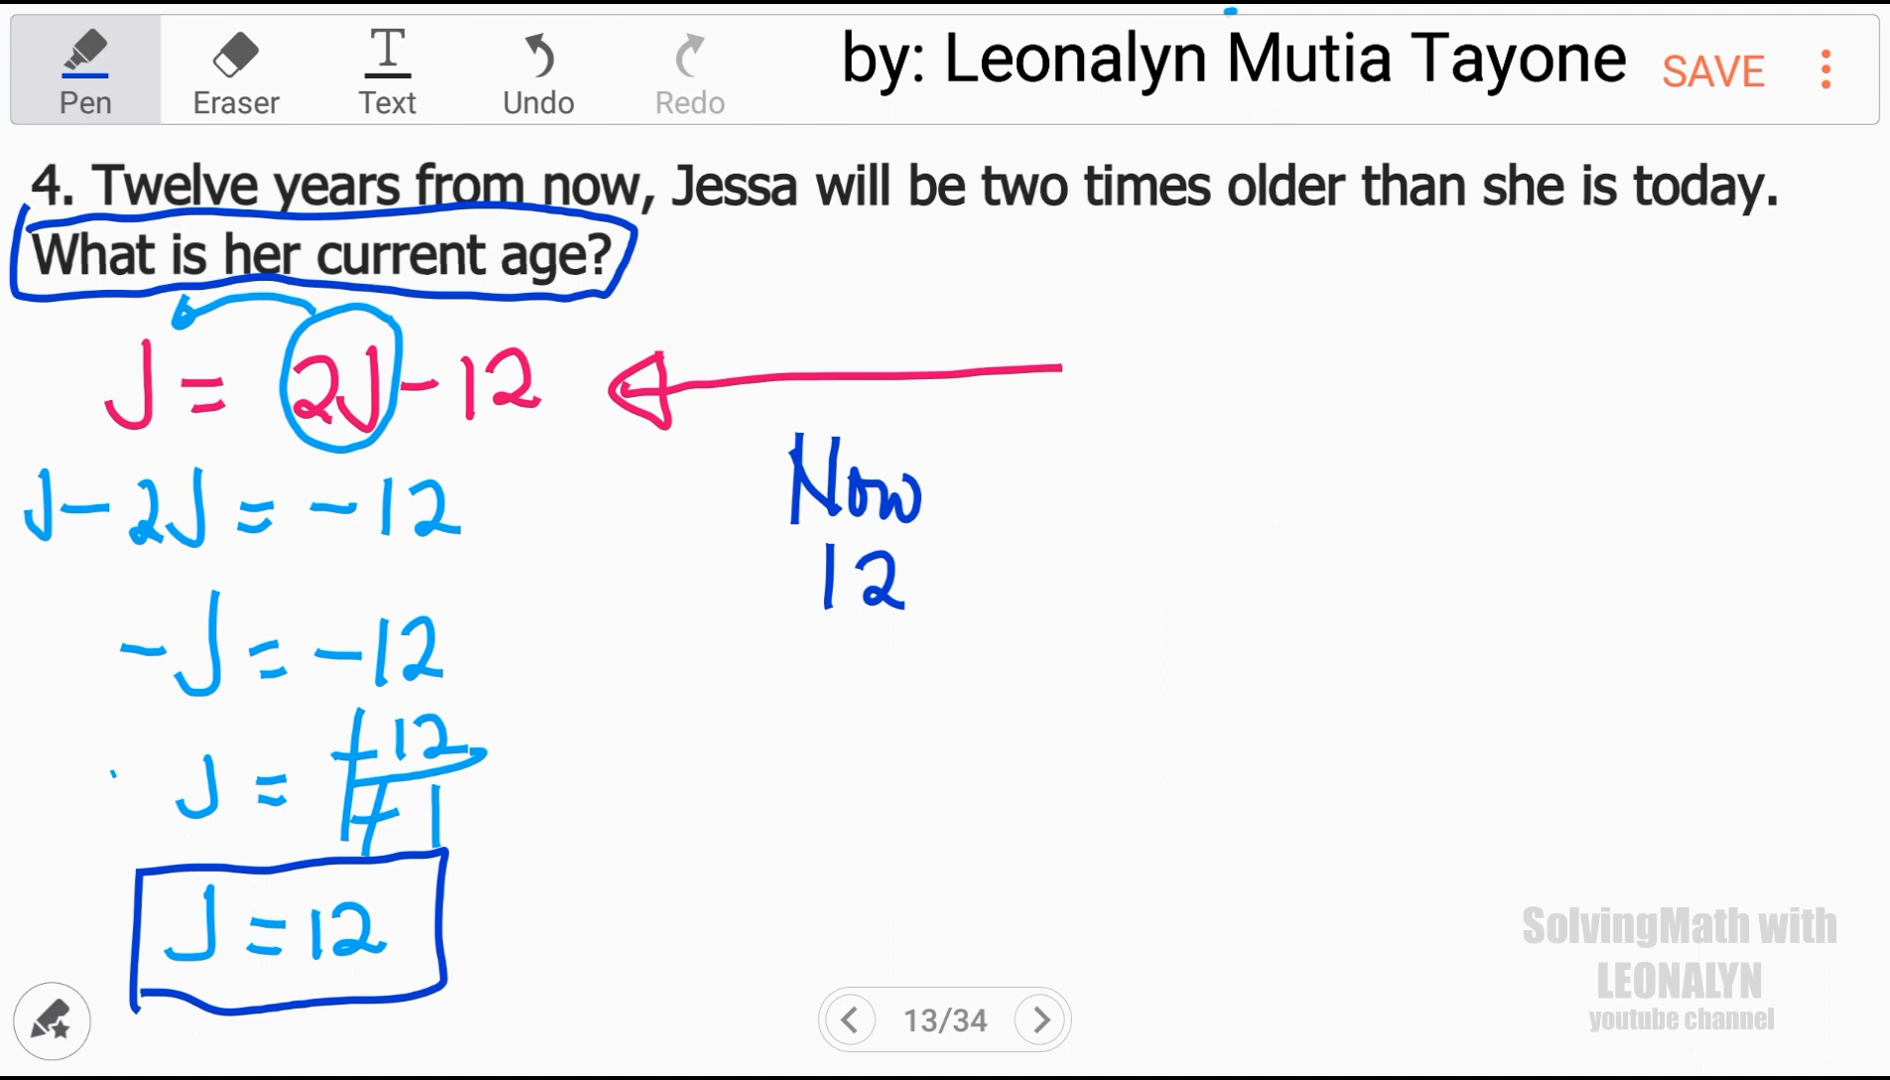 Pen Eraser Text Undo Redo by: Leonalyn Mutia Tayone SAVE
4. Twelve years from now, Jessa will be two times older than she is today.
What is her current age?
J = 2J - 12
J - 2J = -12
Now
12
-J = -12
J = -12/-1
J = 12
SolvingMath with
LEONALYN
youtube channel
13/34